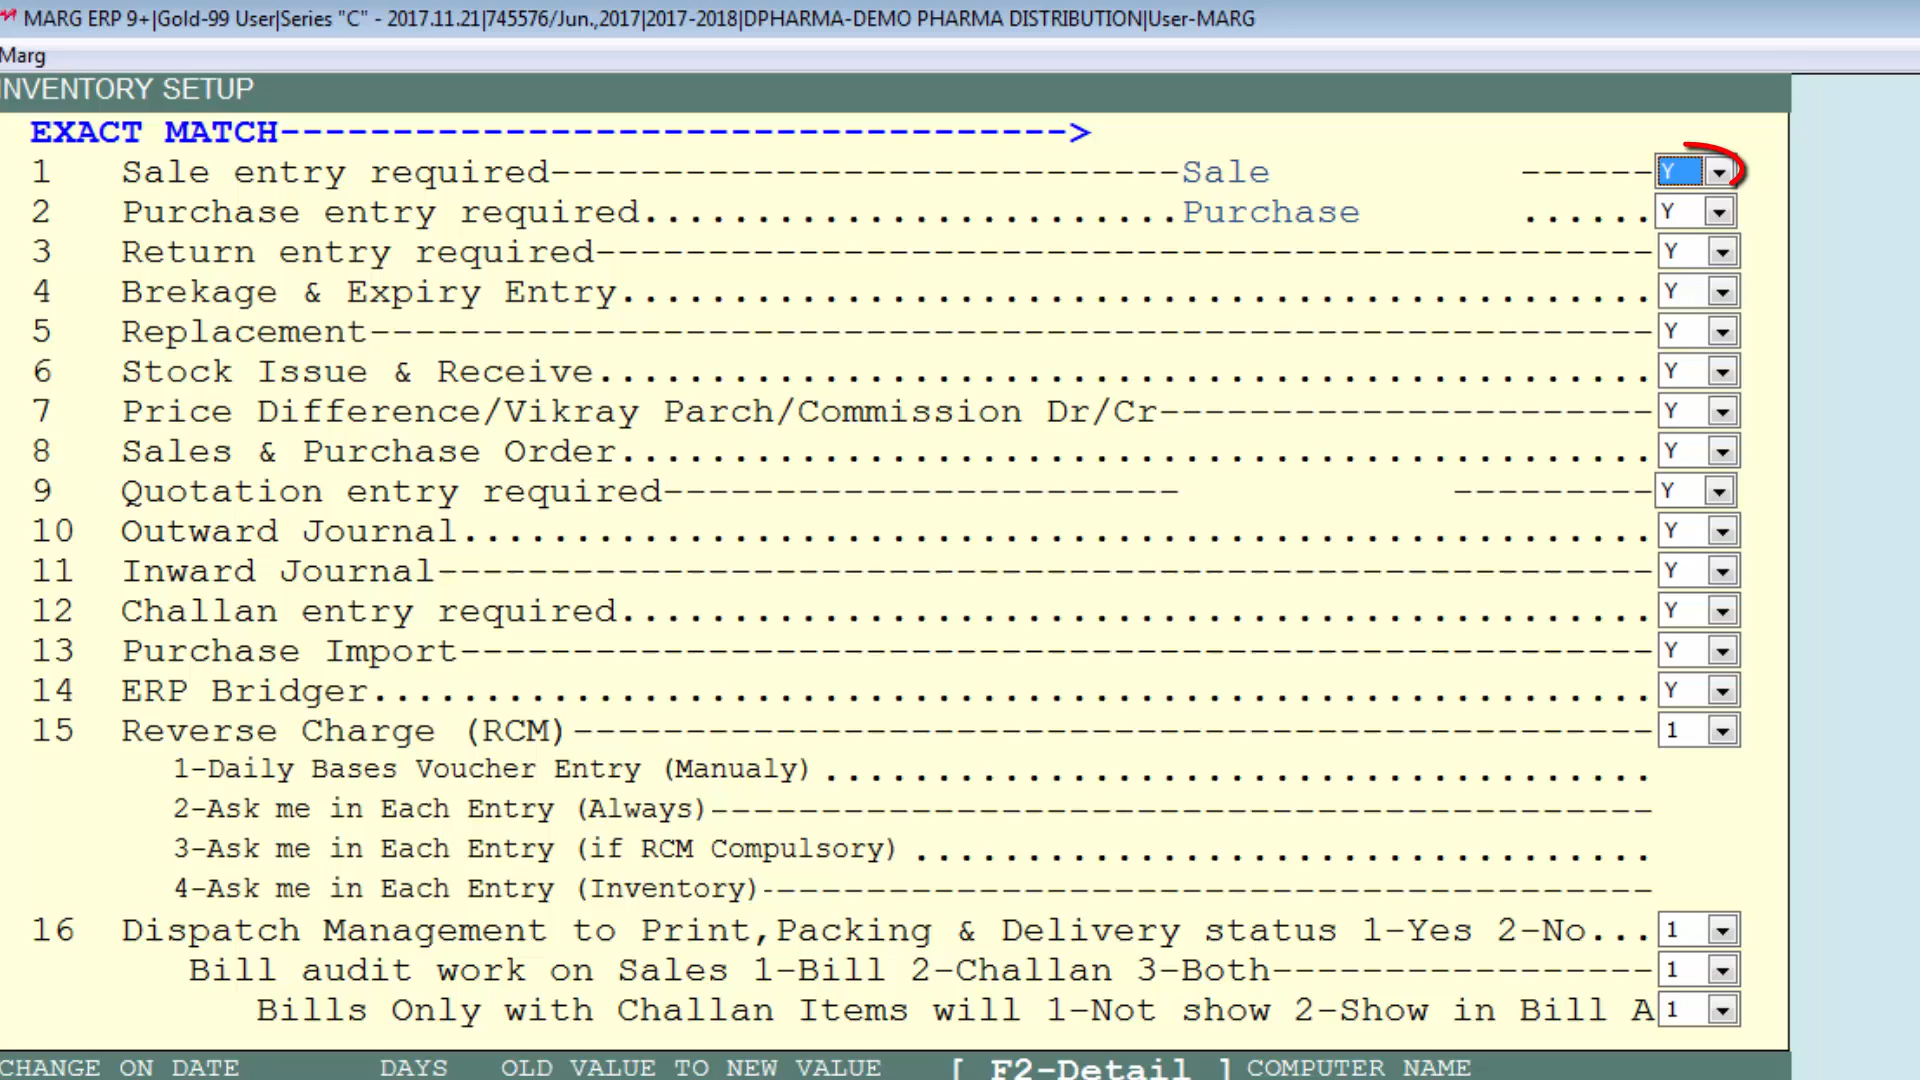 MARG ERP 9+|Gold-99 User|Series "C" - 2017.11.21|745576/Jun.,2017|2017-2018|DPHARMA-DEMO PHARMA DISTRIBUTION|User-MARG
Marg
INVENTORY SETUP
EXACT MATCH----------------------------------->
1 Sale entry required----------------------------Sale ------Y
2 Purchase entry required........................Purchase ......Y
3 Return entry required-----------------------------------------------Y
4 Brekage & Expiry Entry..............................................Y
5 Replacement---------------------------------------------------------Y
6 Stock Issue & Receive...............................................Y
7 Price Difference/Vikray Parch/Commission Dr/Cr----------------------Y
8 Sales & Purchase Order..............................................Y
9 Quotation entry required----------------------- ---------Y
10 Outward Journal.....................................................Y
11 Inward Journal------------------------------------------------------Y
12 Challan entry required..............................................Y
13 Purchase Import-----------------------------------------------------Y
14 ERP Bridger.........................................................Y
15 Reverse Charge (RCM)------------------------------------------------1
1-Daily Bases Voucher Entry (Manualy) .....................................
2-Ask me in Each Entry (Always)------------------------------------------
3-Ask me in Each Entry (if RCM Compulsory) .................................
4-Ask me in Each Entry (Inventory)---------------------------------------
16 Dispatch Management to Print,Packing & Delivery status 1-Yes 2-No...1
Bill audit work on Sales 1-Bill 2-Challan 3-Both-----------------1
Bills Only with Challan Items will 1-Not show 2-Show in Bill A 1
CHANGE ON DATE DAYS OLD VALUE TO NEW VALUE [ F2-Detail ] COMPUTER NAME